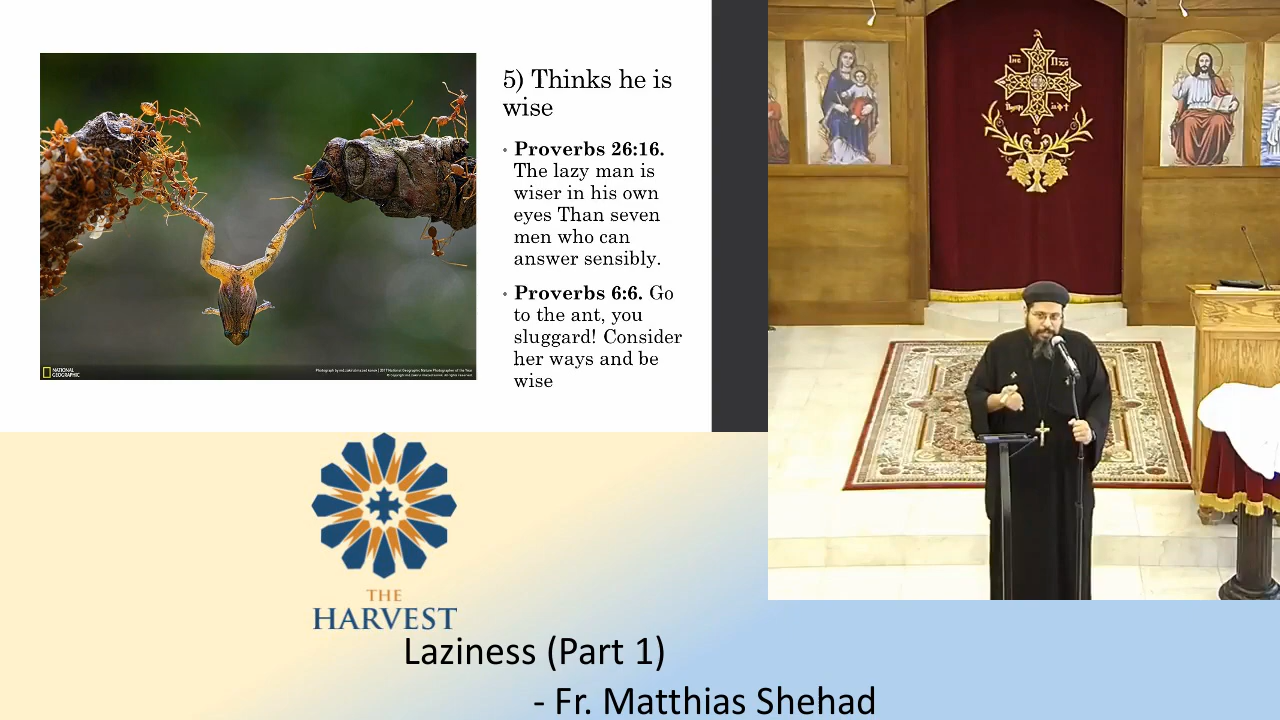 5) Thinks he is
wise
• Proverbs 26:16.
The lazy man is
wiser in his own
eyes Than seven
men who can
answer sensibly.
• Proverbs 6:6. Go
to the ant, you
sluggard! Consider
her ways and be
wise
NATIONAL
GEOGRAPHIC
THE
HARVEST
Laziness (Part 1)
- Fr. Matthias Shehad